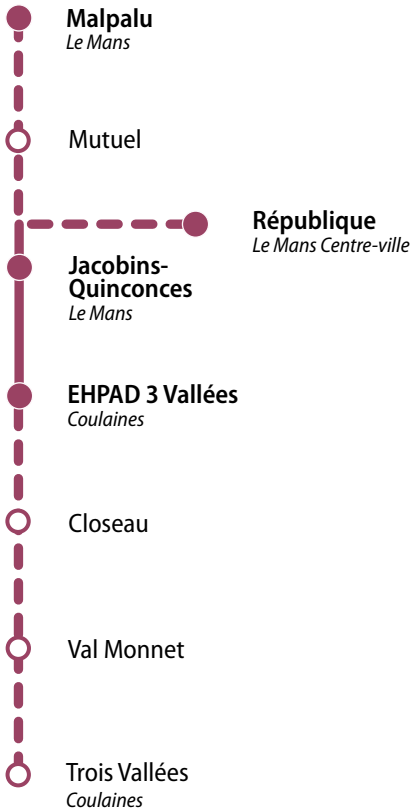 Malpalu
Le Mans
Mutuel
République
Le Mans Centre-ville
Jacobins-
Quinconces
Le Mans
EHPAD 3 Vallées
Coulaines
Closeau
Val Monnet
Trois Vallées
Coulaines